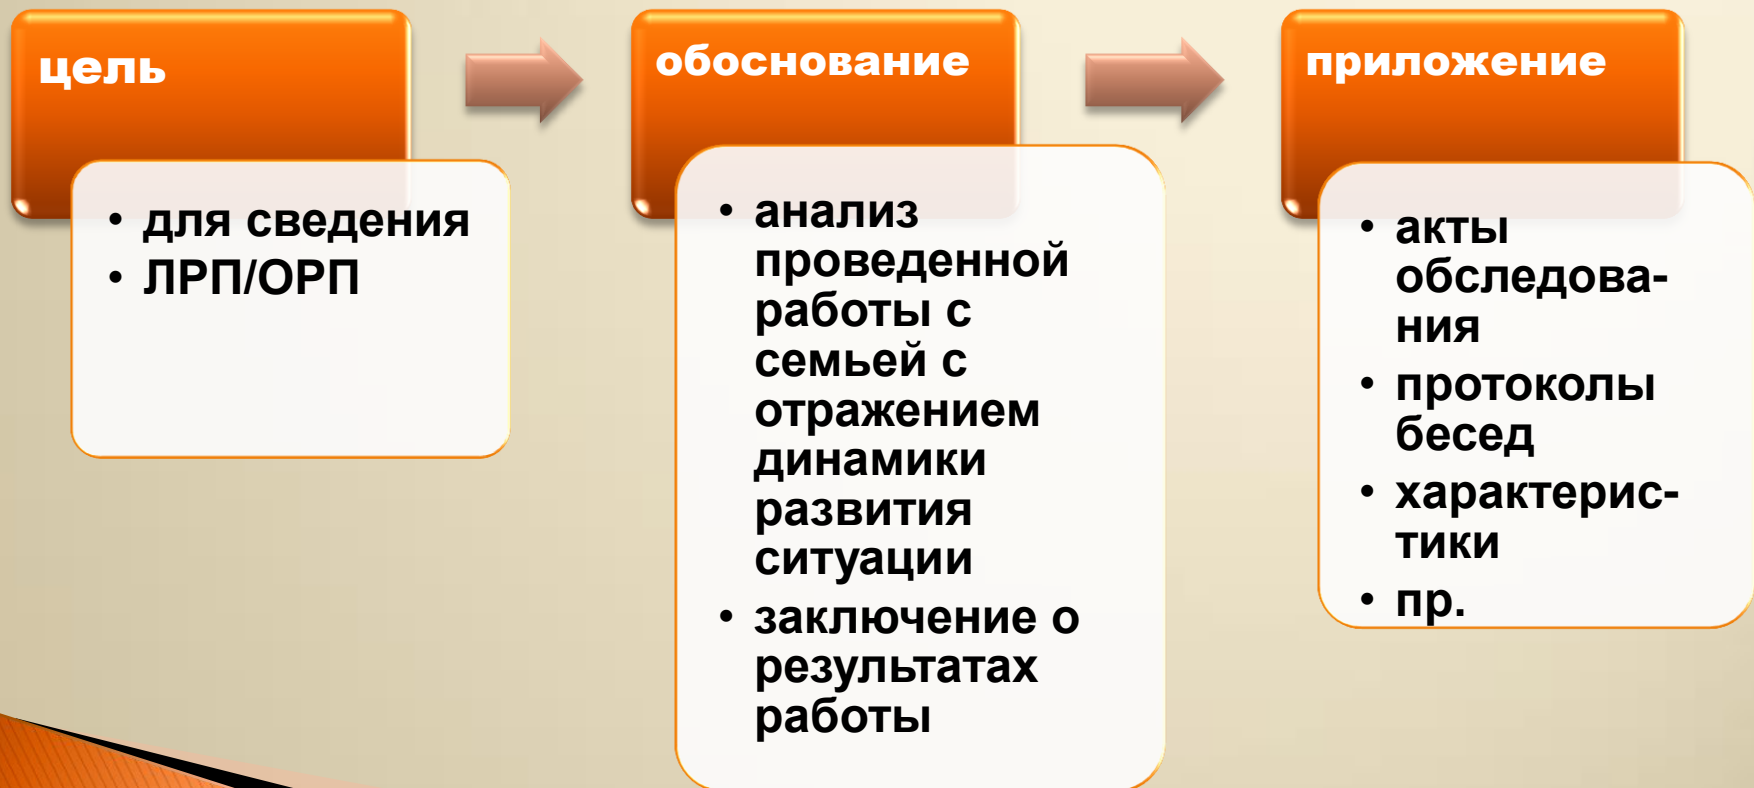 цель
• для сведения
• ЛРП/ОРП
обоснование
• анализ
проведенной
работы с
семьей с
отражением
динамики
развития
ситуации
• заключение о
результатах
работы
приложение
• акты
обследова-
ния
• протоколы
бесед
• характерис-
тики
• пр.